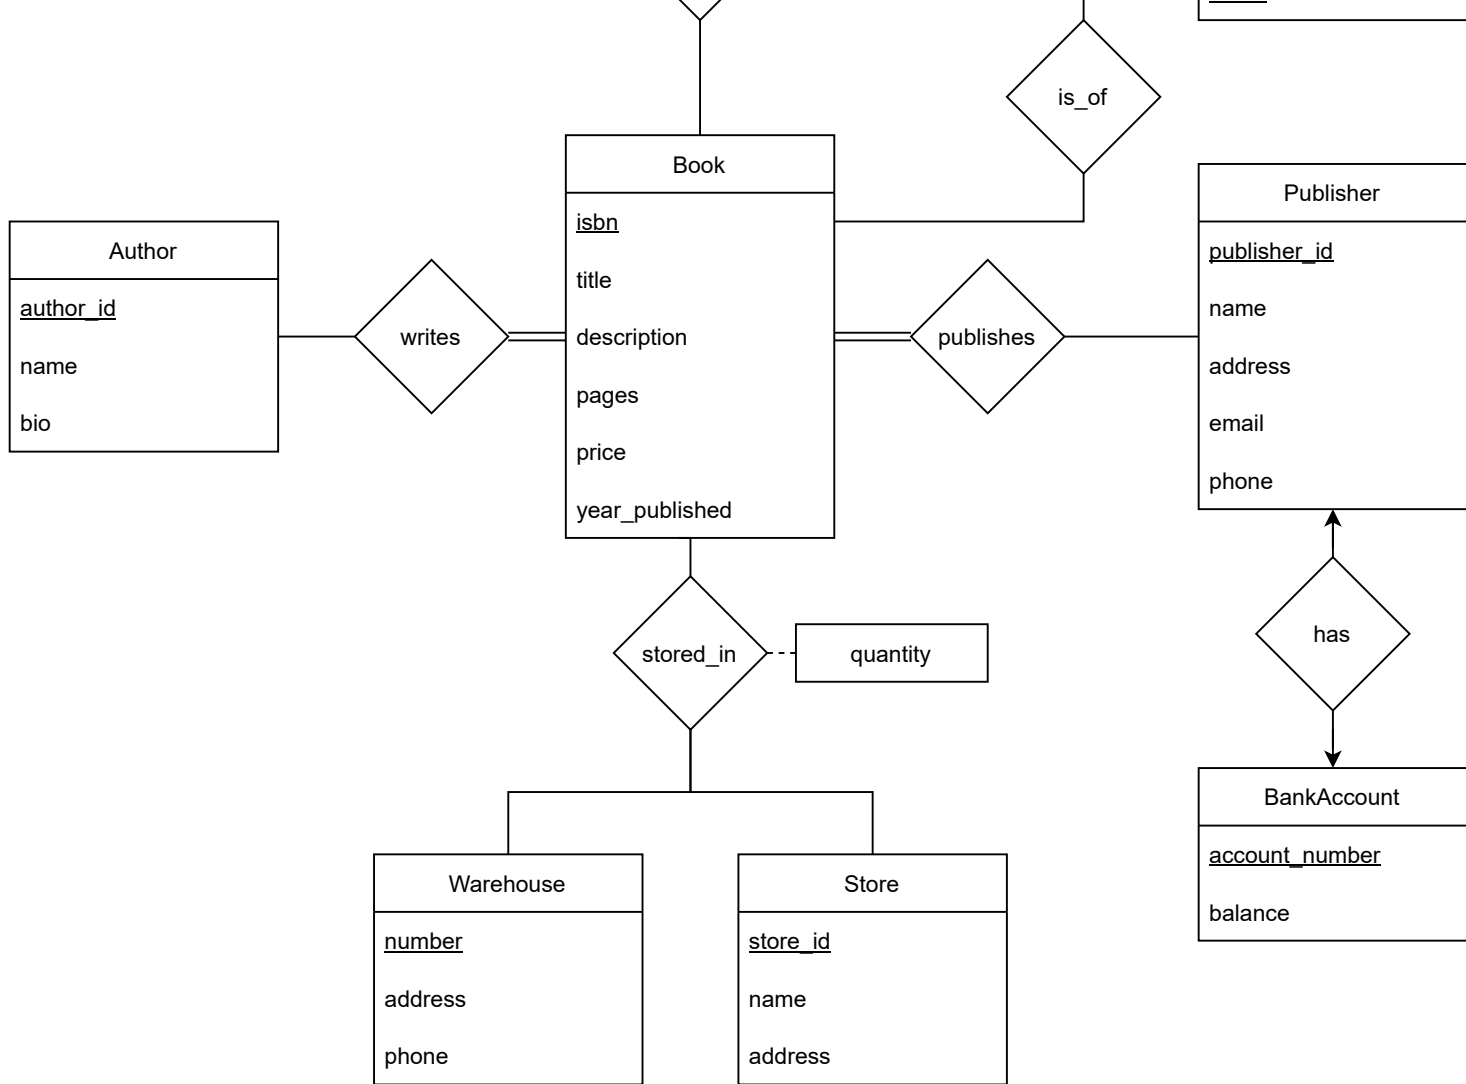 is_of
Book
isbn
title
description
pages
price
year_published
Author
author_id
name
bio
writes
publishes
Publisher
publisher_id
name
address
email
phone
has
BankAccount
account_number
balance
stored_in
quantity
Warehouse
number
address
phone
Store
store_id
name
address